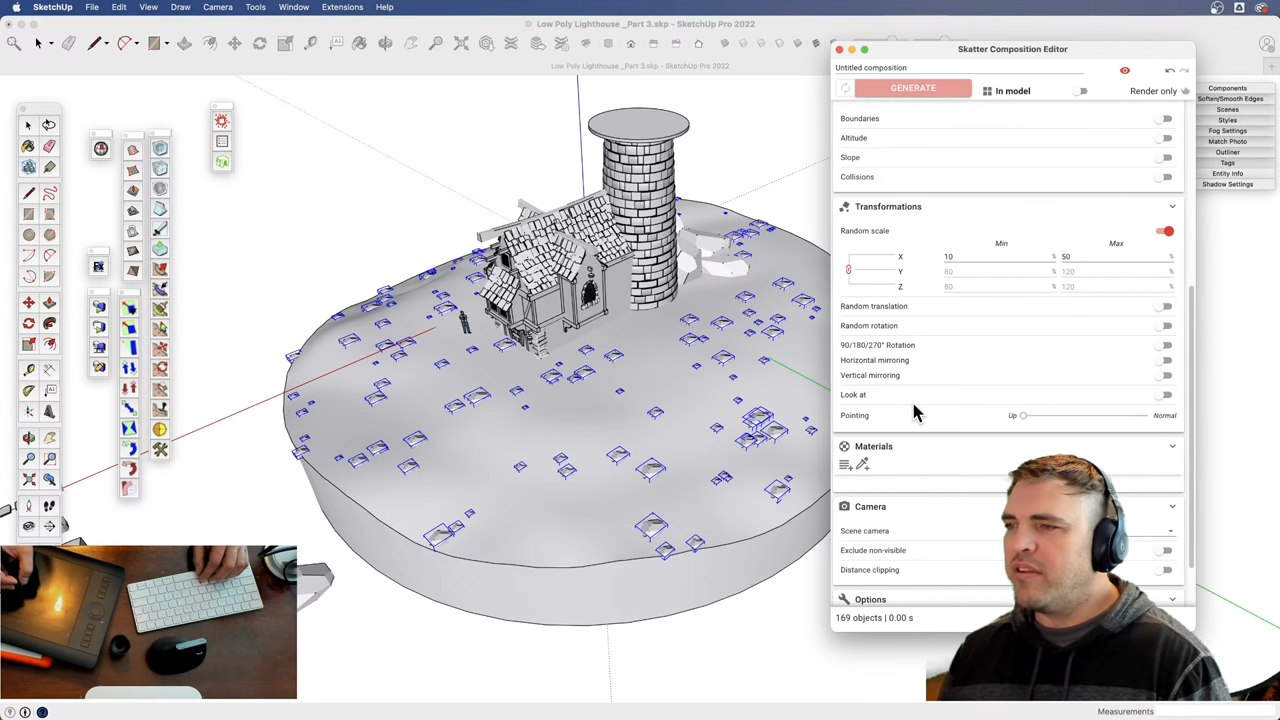 SketchUp File Edit View Camera Draw Tools Window Extensions Help
Low Poly Lighthouse _Part 3.skp - SketchUp Pro 2022
Low Poly Lighthouse _Part 3.skp - SketchUp Pro 2022
Skatter Composition Editor
Untitled composition
GENERATE
In model
Render only
Boundaries
Altitude
Slope
Collisions
Transformations
Random scale
Min Max
X 10 % 50 %
Y 80 % 120 %
Z 80 % 120 %
Random translation
Random rotation
90/180/270° Rotation
Horizontal mirroring
Vertical mirroring
Look at
Pointing Up Normal
Materials
Camera
Scene camera
Exclude non-visible
Distance clipping
Options
169 objects | 0.00 s
Components
Soften/Smooth Edges
Scenes
Styles
Fog Settings
Match Photo
Outliner
Tags
Entity Info
Shadow Settings
Measurements